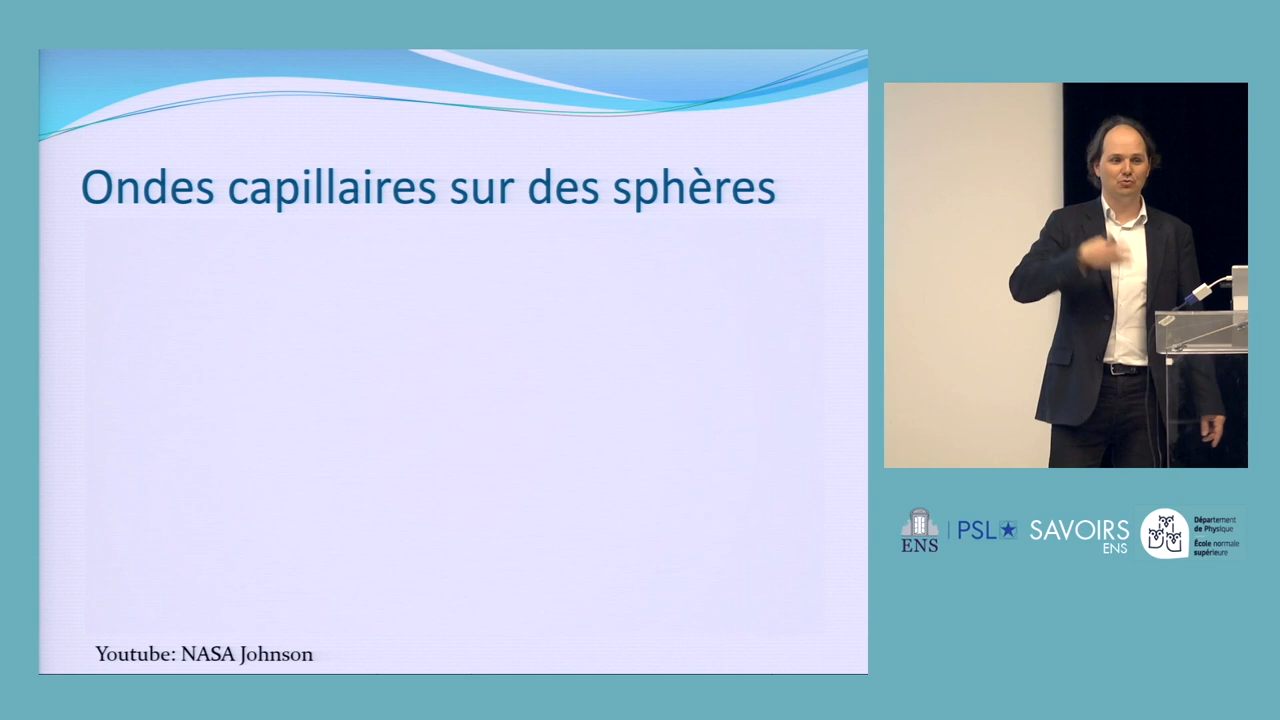 Ondes capillaires sur des sphères
Youtube: NASA Johnson
ENS
PSL
SAVOIRS
ENS
Département
de Physique
École normale
supérieure